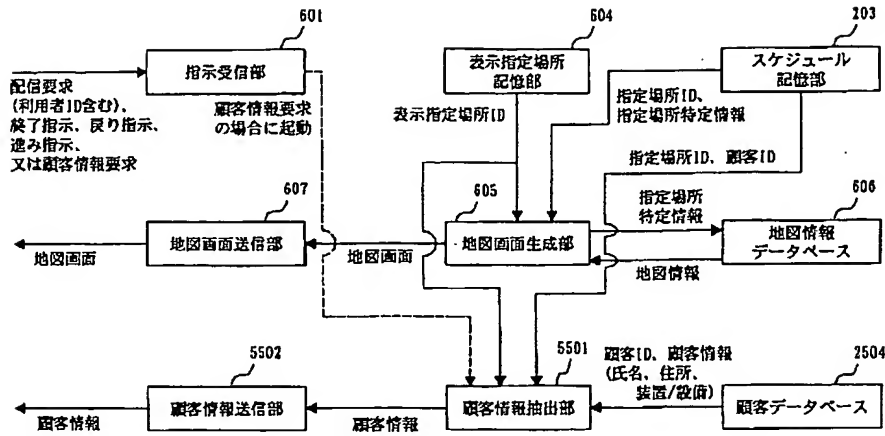 601
指示受信部
604
表示指定場所
記憶部
203
スケジュール
記憶部
配信要求
(利用者ID含む)、
終了指示、戻り指示、
進み指示、
又は顧客情報要求
顧客情報要求
の場合に起動
表示指定場所ID
指定場所ID、
指定場所特定情報
指定場所ID、顧客ID
607
地図画面送信部
地図画面
地図画面
605
地図画面生成部
指定場所
特定情報
地図情報
606
地図情報
データベース
5502
顧客情報送信部
顧客情報
顧客情報
5501
顧客情報抽出部
顧客ID、顧客情報
(氏名、住所、
装置/設備)
2504
顧客データベース